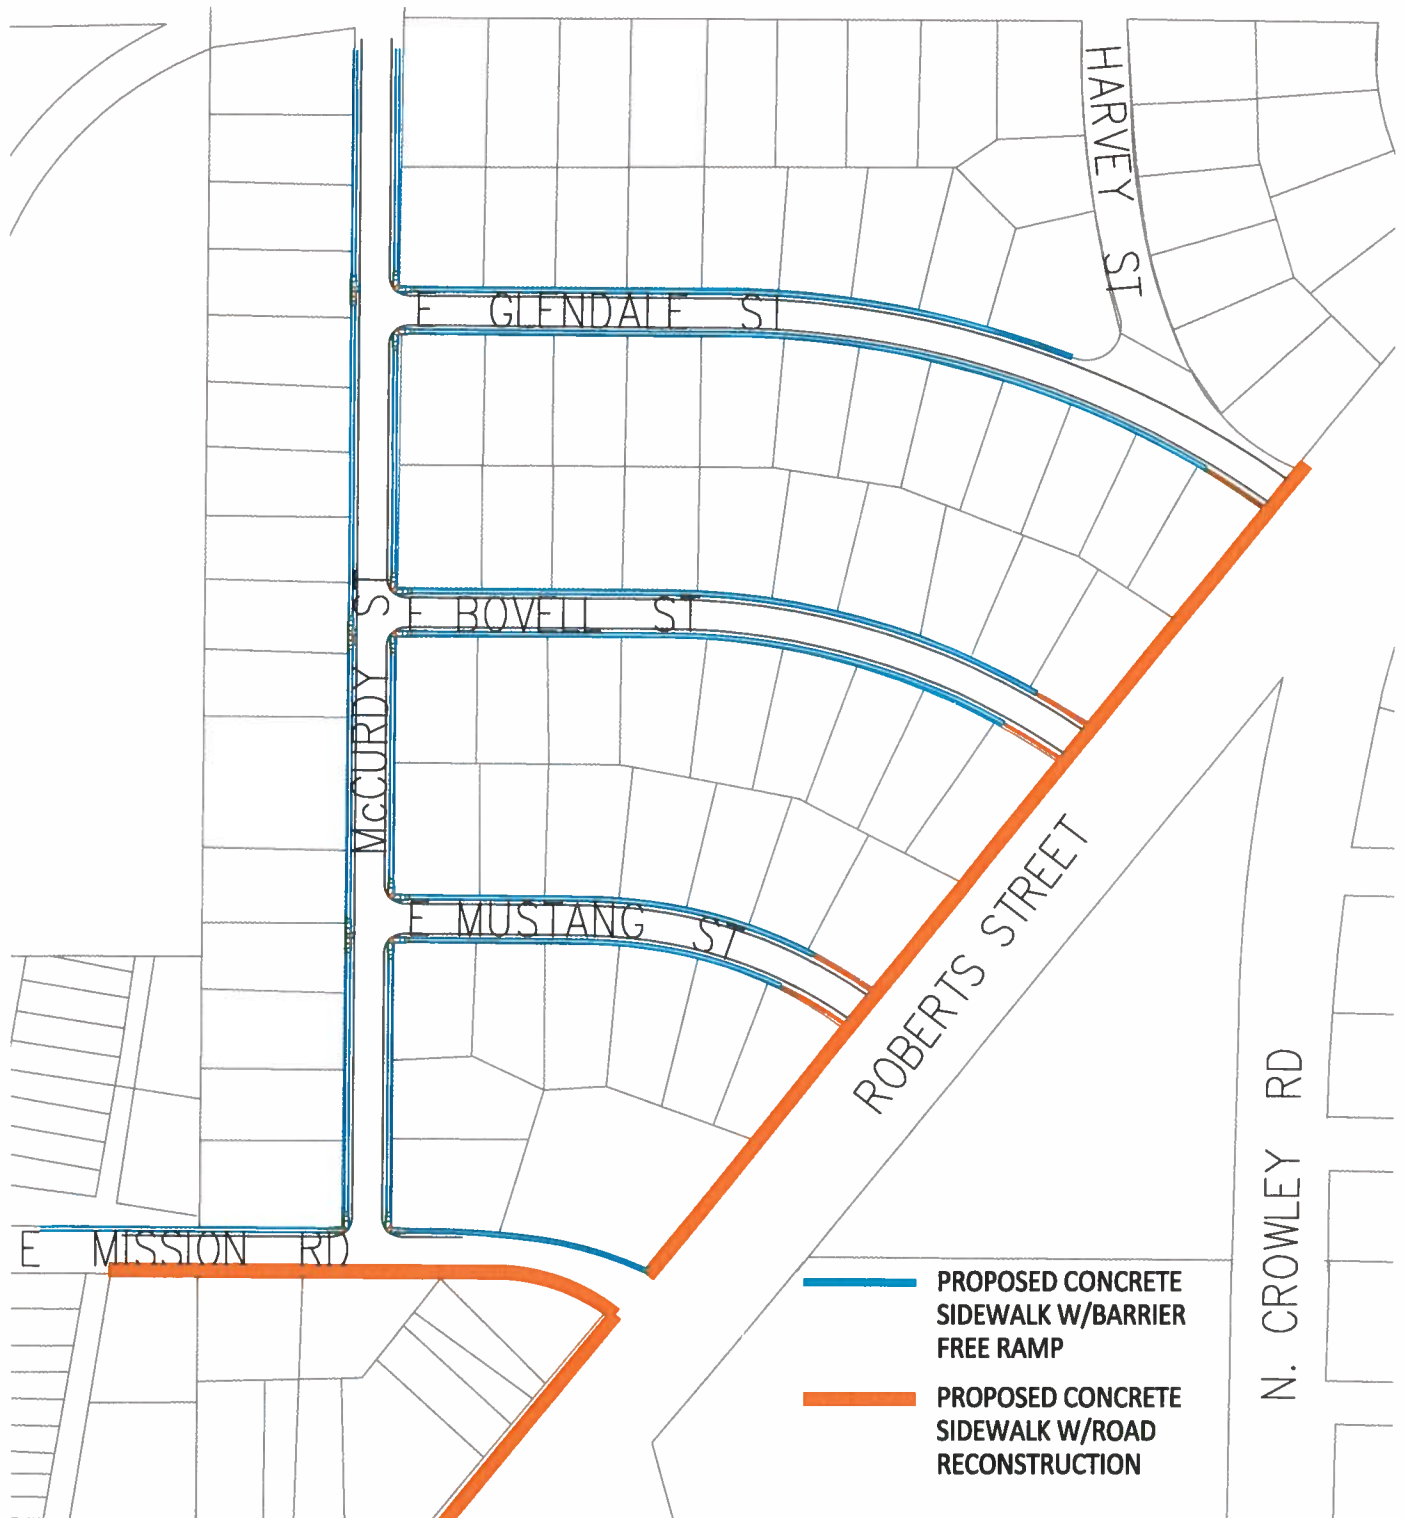 HARVEY ST
E GLENDALE ST
E BOVELL ST
McCURDY ST
E MUSTANG ST
ROBERTS STREET
N. CROWLEY RD
E MISSION RD
PROPOSED CONCRETE
SIDEWALK W/BARRIER
FREE RAMP
PROPOSED CONCRETE
SIDEWALK W/ROAD
RECONSTRUCTION